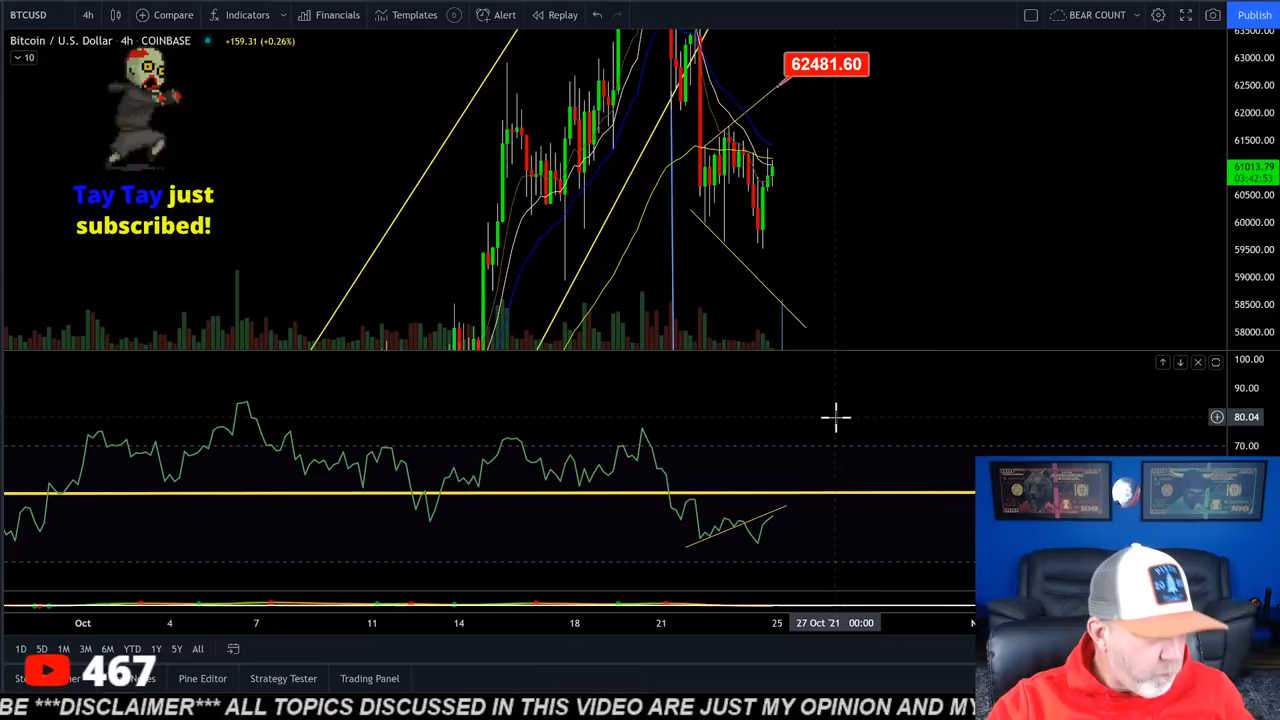 BTCUSD 4h Compare Indicators Financials Templates Alert Replay BEAR COUNT Publish
Bitcoin / U.S. Dollar 4h COINBASE +159.31 (+0.26%)
10
62481.60
63500.00
63000.00
62500.00
62000.00
61500.00
61013.79
03:42:53
60500.00
60000.00
59500.00
59000.00
58500.00
58000.00
Tay Tay just
subscribed!
100.00
90.00
80.04
70.00
Oct 4 7 11 14 18 21 25 27 Oct '21 00:00
1D 5D 1M 3M 6M YTD 1Y 5Y All
467
Pine Editor Strategy Tester Trading Panel
BE ***DISCLAIMER*** ALL TOPICS DISCUSSED IN THIS VIDEO ARE JUST MY OPINION AND MY